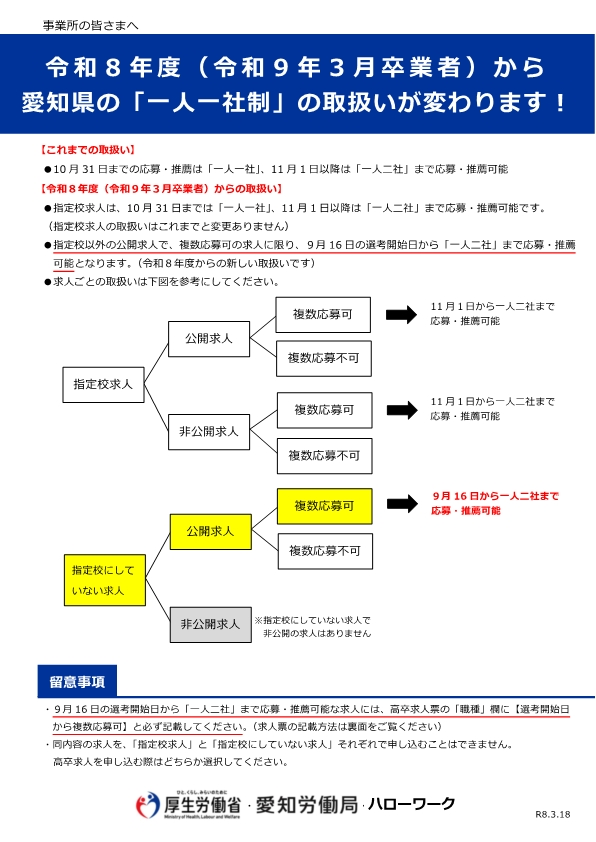 事業所の皆さまへ
令和８年度（令和９年３月卒業者）から
愛知県の「一人一社制」の取扱いが変わります！
【これまでの取扱い】
●10月31日までの応募・推薦は「一人一社」、11月１日以降は「一人二社」まで応募・推薦可能
【令和８年度（令和９年３月卒業者）からの取扱い】
●指定校求人は、10月31日までは「一人一社」、11月１日以降は「一人二社」まで応募・推薦可能です。
（指定校求人の取扱いはこれまでと変更ありません）
●指定校以外の公開求人で、複数応募可の求人に限り、９月16日の選考開始日から「一人二社」まで応募・推薦
可能となります。（令和８年度からの新しい取扱いです）
●求人ごとの取扱いは下図を参考にしてください。
指定校求人
公開求人
複数応募可
11月１日から一人二社まで
応募・推薦可能
複数応募不可
非公開求人
複数応募可
11月１日から一人二社まで
応募・推薦可能
複数応募不可
指定校にして
いない求人
公開求人
複数応募可
９月16日から一人二社まで
応募・推薦可能
複数応募不可
非公開求人
※指定校にしていない求人で
非公開の求人はありません
留意事項
・９月16日の選考開始日から「一人二社」まで応募・推薦可能な求人には、高卒求人票の「職種」欄に【選考開始日
から複数応募可】と必ず記載してください。（求人票の記載方法は裏面をご覧ください）
・同内容の求人を、「指定校求人」と「指定校にしていない求人」それぞれで申し込むことはできません。
高卒求人を申し込む際はどちらか選択してください。
ひと、くらし、みらいのために
厚生労働省・愛知労働局・ハローワーク
Ministry of Health, Labour and Welfare
R8.3.18